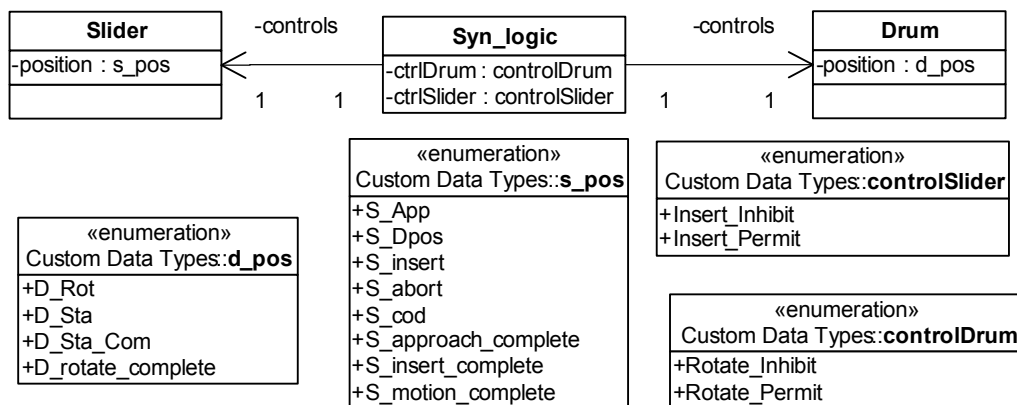 Slider
-position : s_pos
-controls
1
1
Syn_logic
-ctrlDrum : controlDrum
-ctrlSlider : controlSlider
-controls
1
1
Drum
-position : d_pos
«enumeration»
Custom Data Types::d_pos
+D_Rot
+D_Sta
+D_Sta_Com
+D_rotate_complete
«enumeration»
Custom Data Types::s_pos
+S_App
+S_Dpos
+S_insert
+S_abort
+S_cod
+S_approach_complete
+S_insert_complete
+S_motion_complete
«enumeration»
Custom Data Types::controlSlider
+Insert_Inhibit
+Insert_Permit
«enumeration»
Custom Data Types::controlDrum
+Rotate_Inhibit
+Rotate_Permit